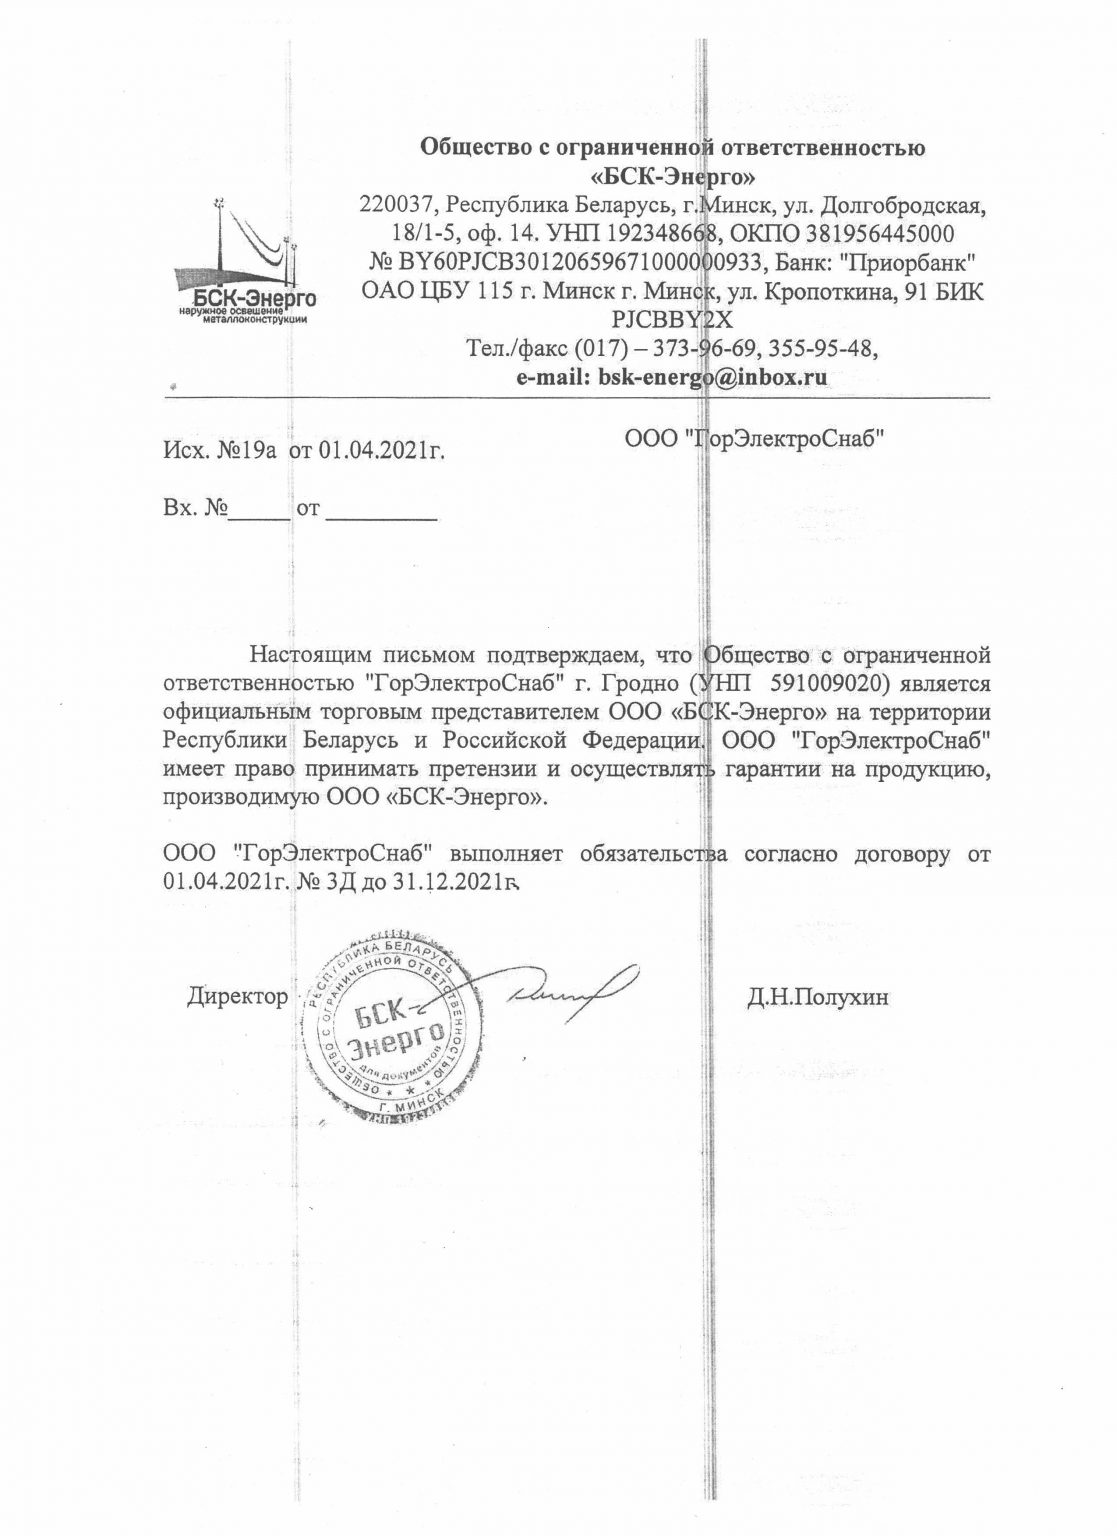 Общество с ограниченной ответственностью
«БСК-Энерго»
220037, Республика Беларусь, г.Минск, ул. Долгобродская,
18/1-5, оф. 14. УНП 192348668, ОКПО 381956445000
№ BY60PJCB30120659671000000933, Банк: "Приорбанк"
ОАО ЦБУ 115 г. Минск г. Минск, ул. Кропоткина, 91 БИК
PJCBBY2X
Тел./факс (017) – 373-96-69, 355-95-48,
e-mail: bsk-energo@inbox.ru
БСК-Энерго
наружное освещение
металлоконструкции
Исх. №19а от 01.04.2021г.
ООО "ГорЭлектроСнаб"
Вх. №_____ от _________
Настоящим письмом подтверждаем, что Общество с ограниченной
ответственностью "ГорЭлектроСнаб" г. Гродно (УНП 591009020) является
официальным торговым представителем ООО «БСК-Энерго» на территории
Республики Беларусь и Российской Федерации. ООО "ГорЭлектроСнаб"
имеет право принимать претензии и осуществлять гарантии на продукцию,
производимую ООО «БСК-Энерго».
ООО "ГорЭлектроСнаб" выполняет обязательства согласно договору от
01.04.2021г. № 3Д до 31.12.2021г.
Директор
Д.Н.Полухин
РЕСПУБЛИКА БЕЛАРУСЬ
ОБЩЕСТВО С ОГРАНИЧЕННОЙ ОТВЕТСТВЕННОСТЬЮ
БСК-
Энерго
для документов
Г. МИНСК